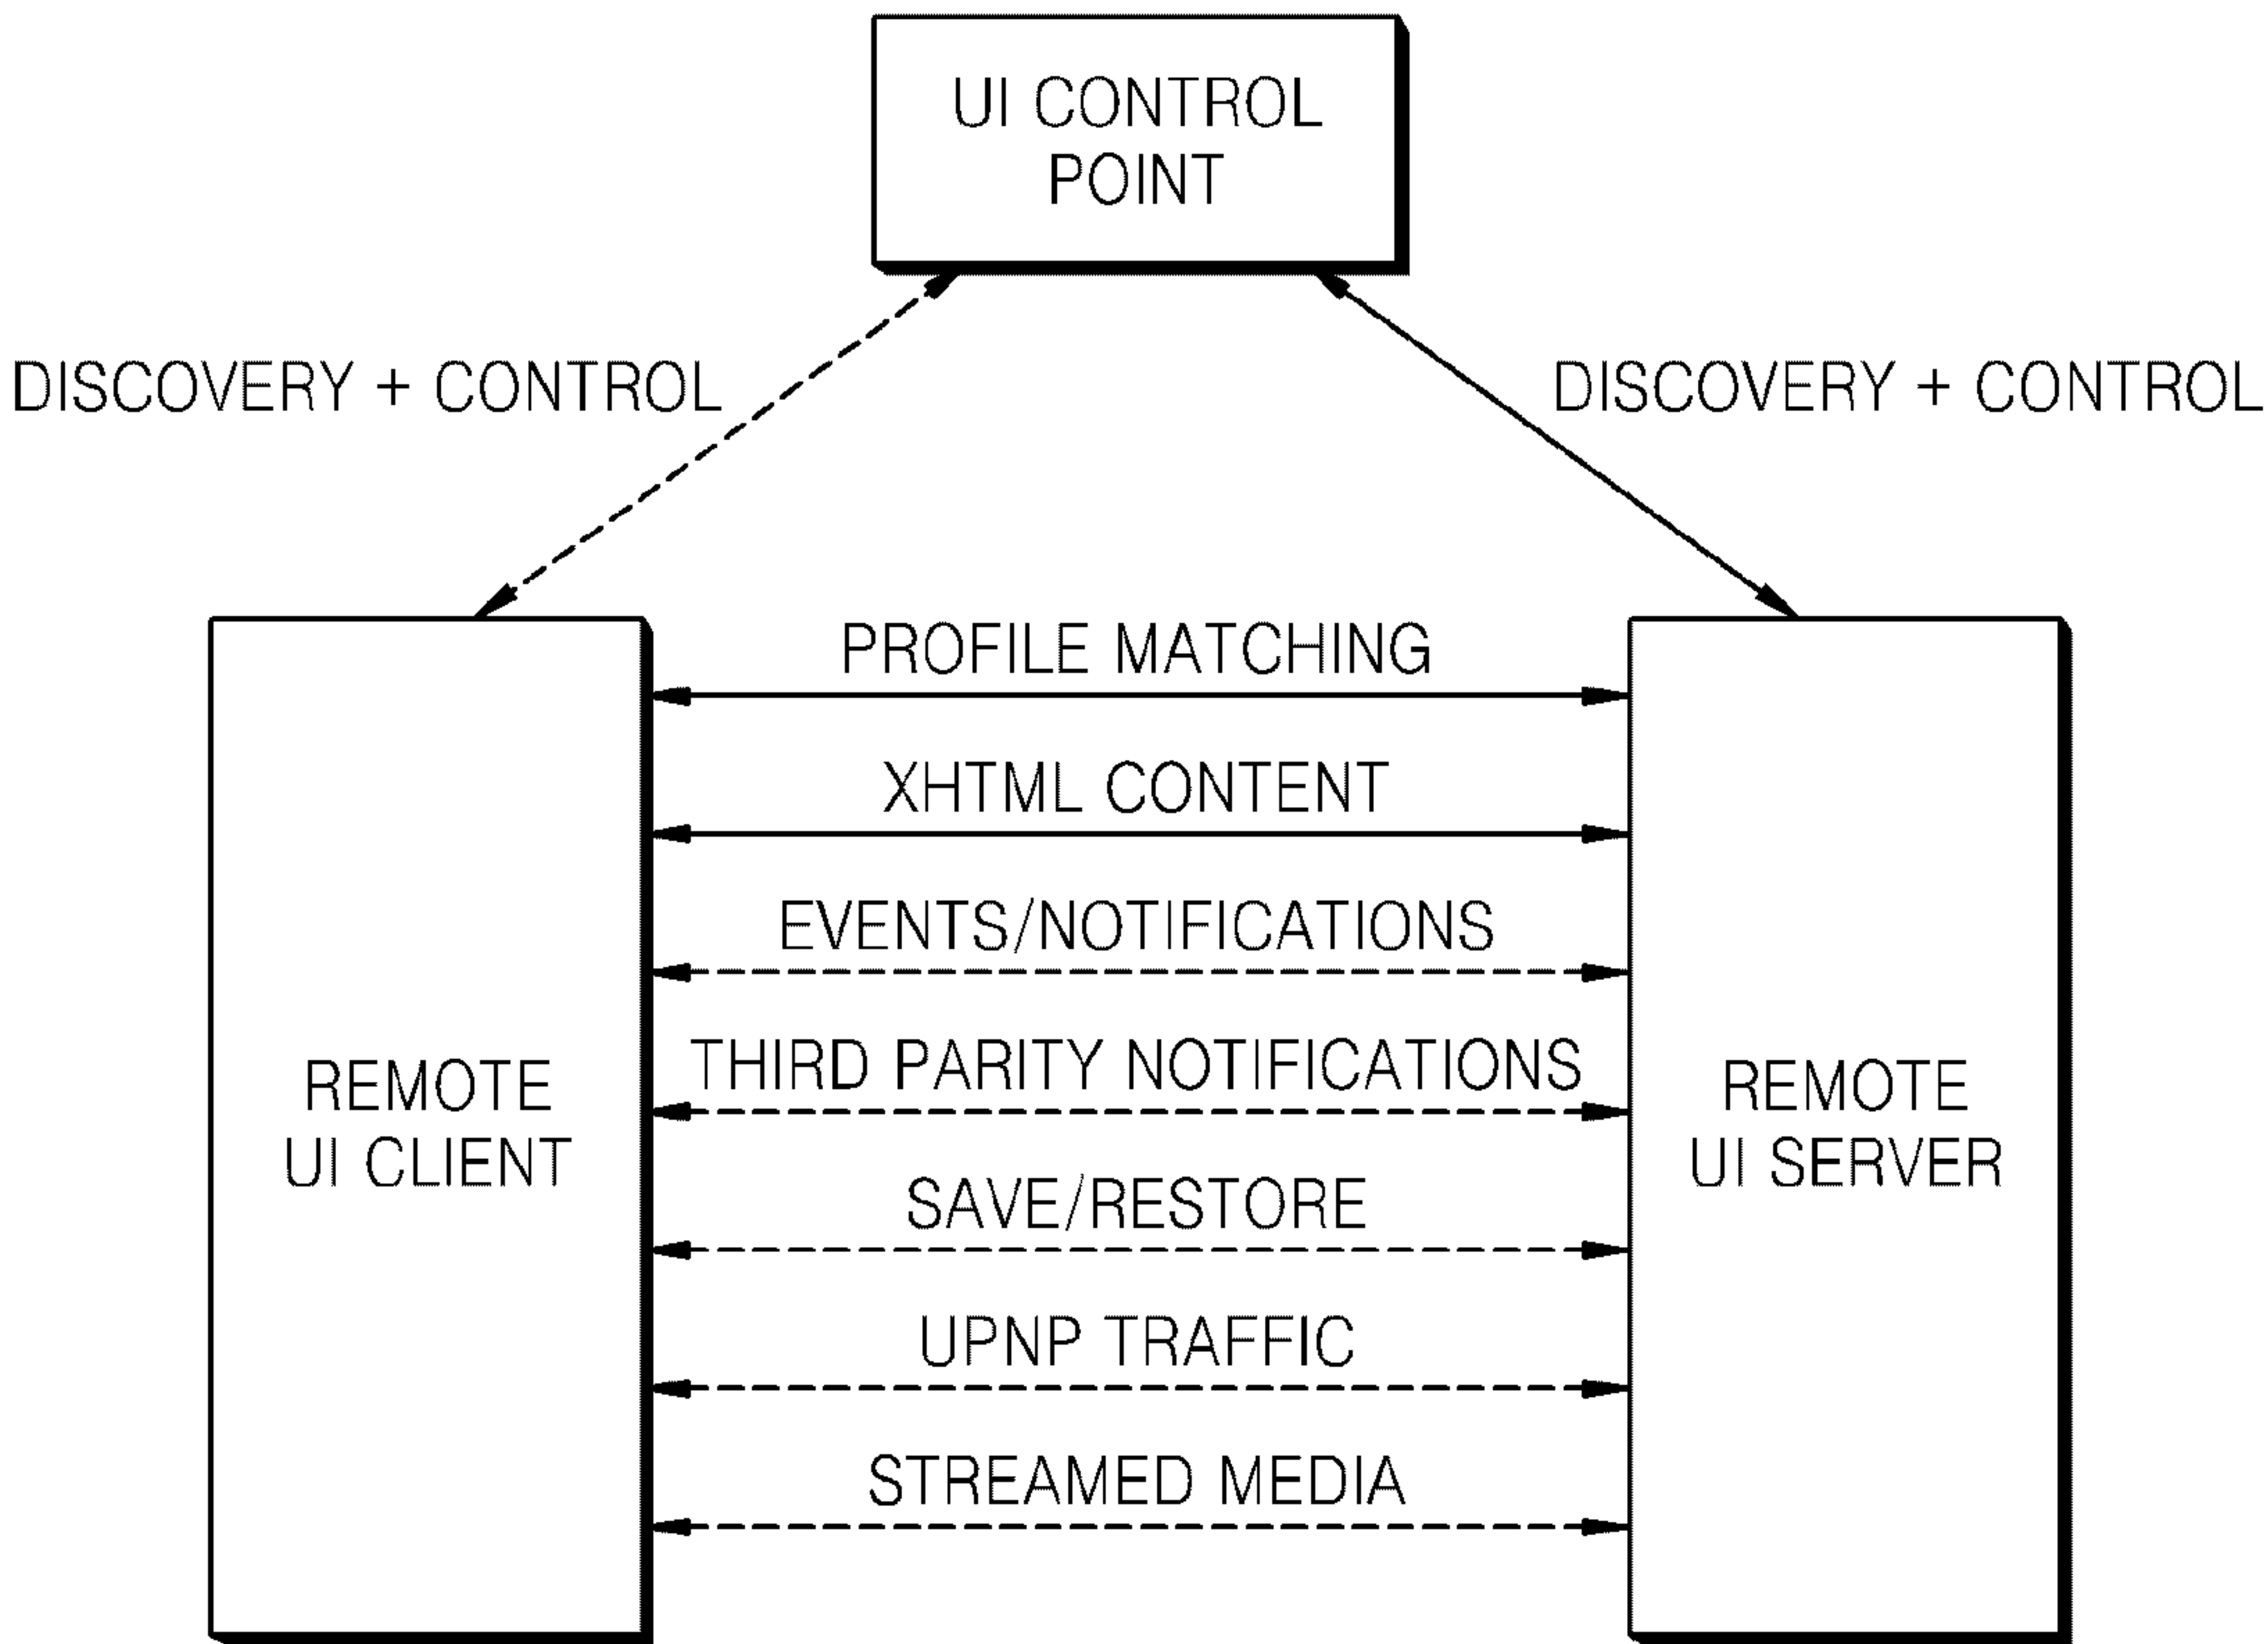 UI CONTROL
POINT
DISCOVERY + CONTROL
DISCOVERY + CONTROL
PROFILE MATCHING
XHTML CONTENT
EVENTS/NOTIFICATIONS
THIRD PARITY NOTIFICATIONS
REMOTE
UI CLIENT
REMOTE
UI SERVER
SAVE/RESTORE
UPNP TRAFFIC
STREAMED MEDIA